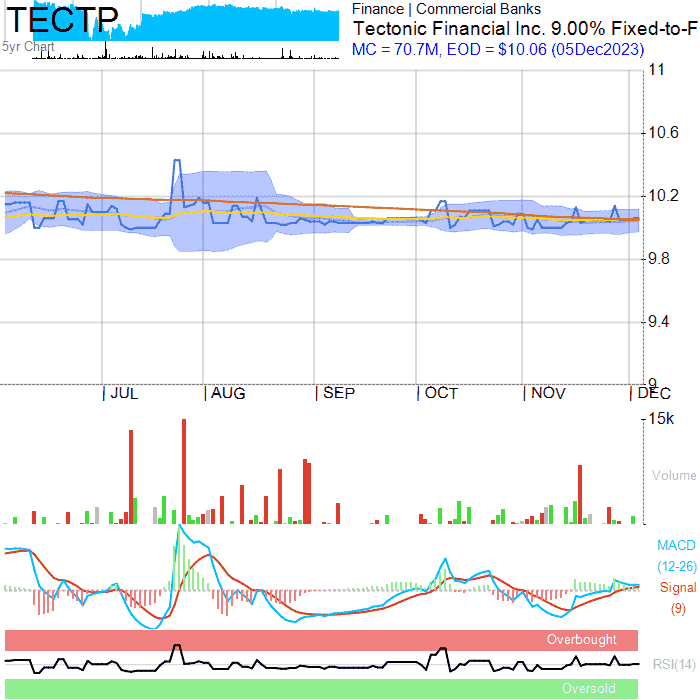 TECTP
5yr Chart
Finance | Commercial Banks
Tectonic Financial Inc. 9.00% Fixed-to-F
MC = 70.7M, EOD = $10.06 (05Dec2023)
11
10.6
10.2
9.8
9.4
9
JUL AUG SEP OCT NOV DEC
15k
Volume
MACD
(12-26)
Signal
(9)
Overbought
RSI(14)
Oversold